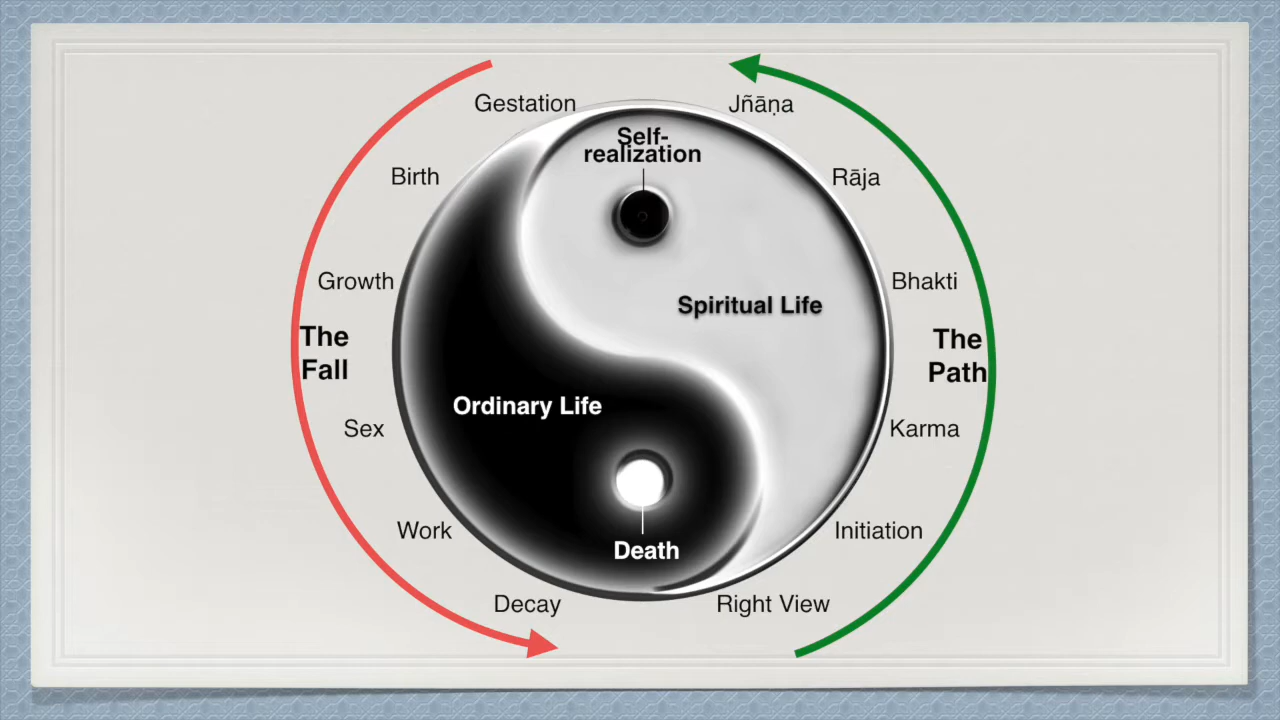 Gestation
Jñāṇa
Self-
realization
Birth
Rāja
Growth
Bhakti
Spiritual Life
The
Fall
The
Path
Ordinary Life
Sex
Karma
Work
Initiation
Death
Decay
Right View